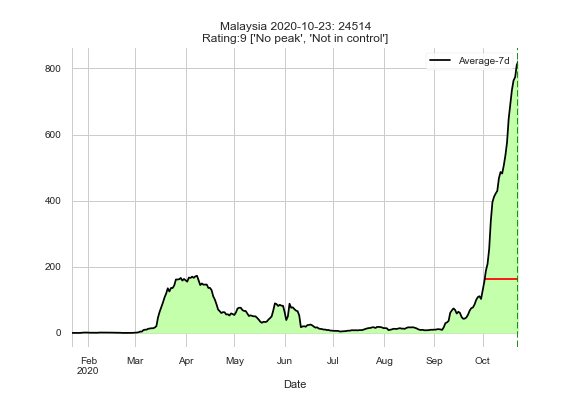 Malaysia 2020-10-23: 24514
Rating:9 ['No peak', 'Not in control']
Average-7d
800
600
400
200
0
Feb Mar Apr May Jun Jul Aug Sep Oct
2020
Date